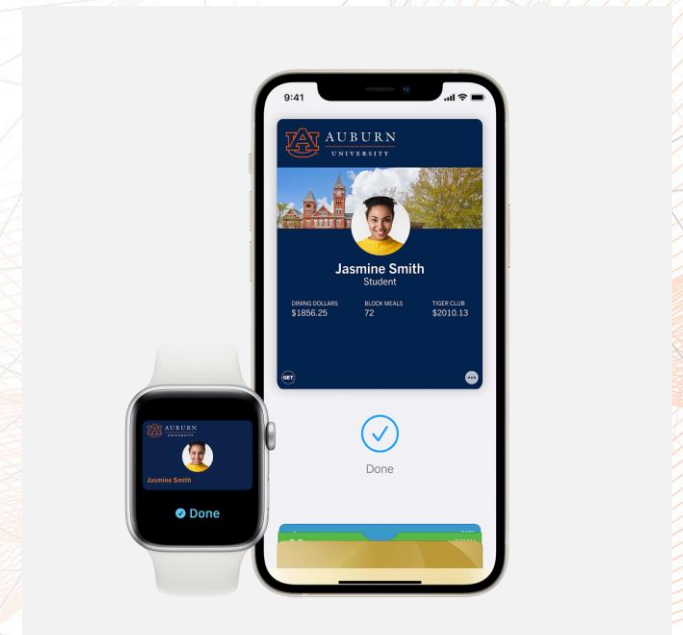 9:41
AUBURN
UNIVERSITY
Jasmine Smith
Student
DINING DOLLARS BLOCK MEALS TIGER CLUB
$1856.25 72 $2010.13
GET
Done
AUBURN
UNIVERSITY
Jasmine Smith
Done